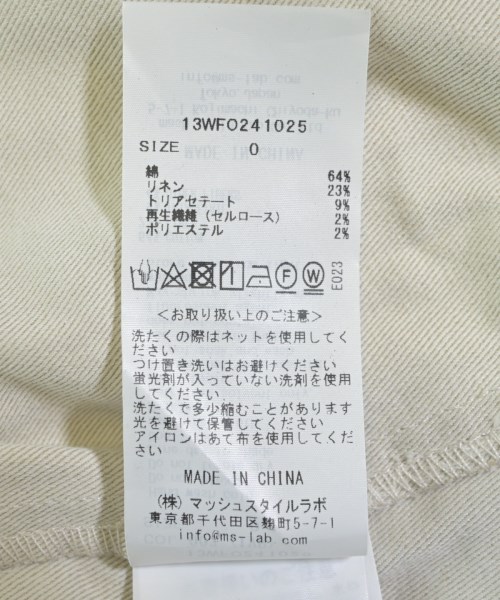 13WFO241025
SIZE 0
綿 64%
リネン 23%
トリアセテート 9%
再生繊維（セルロース） 2%
ポリエステル 2%
F W E023
＜お取り扱い上のご注意＞
洗たくの際はネットを使用してく
ださい
つけ置き洗いはお避けください
蛍光剤が入っていない洗剤を使用
してください
洗たくで多少縮むことがあります
光を避けて保管してください
アイロンはあて布を使用してくだ
さい
MADE IN CHINA
（株）マッシュスタイルラボ
東京都千代田区麹町5-7-1
info@ms-lab.com